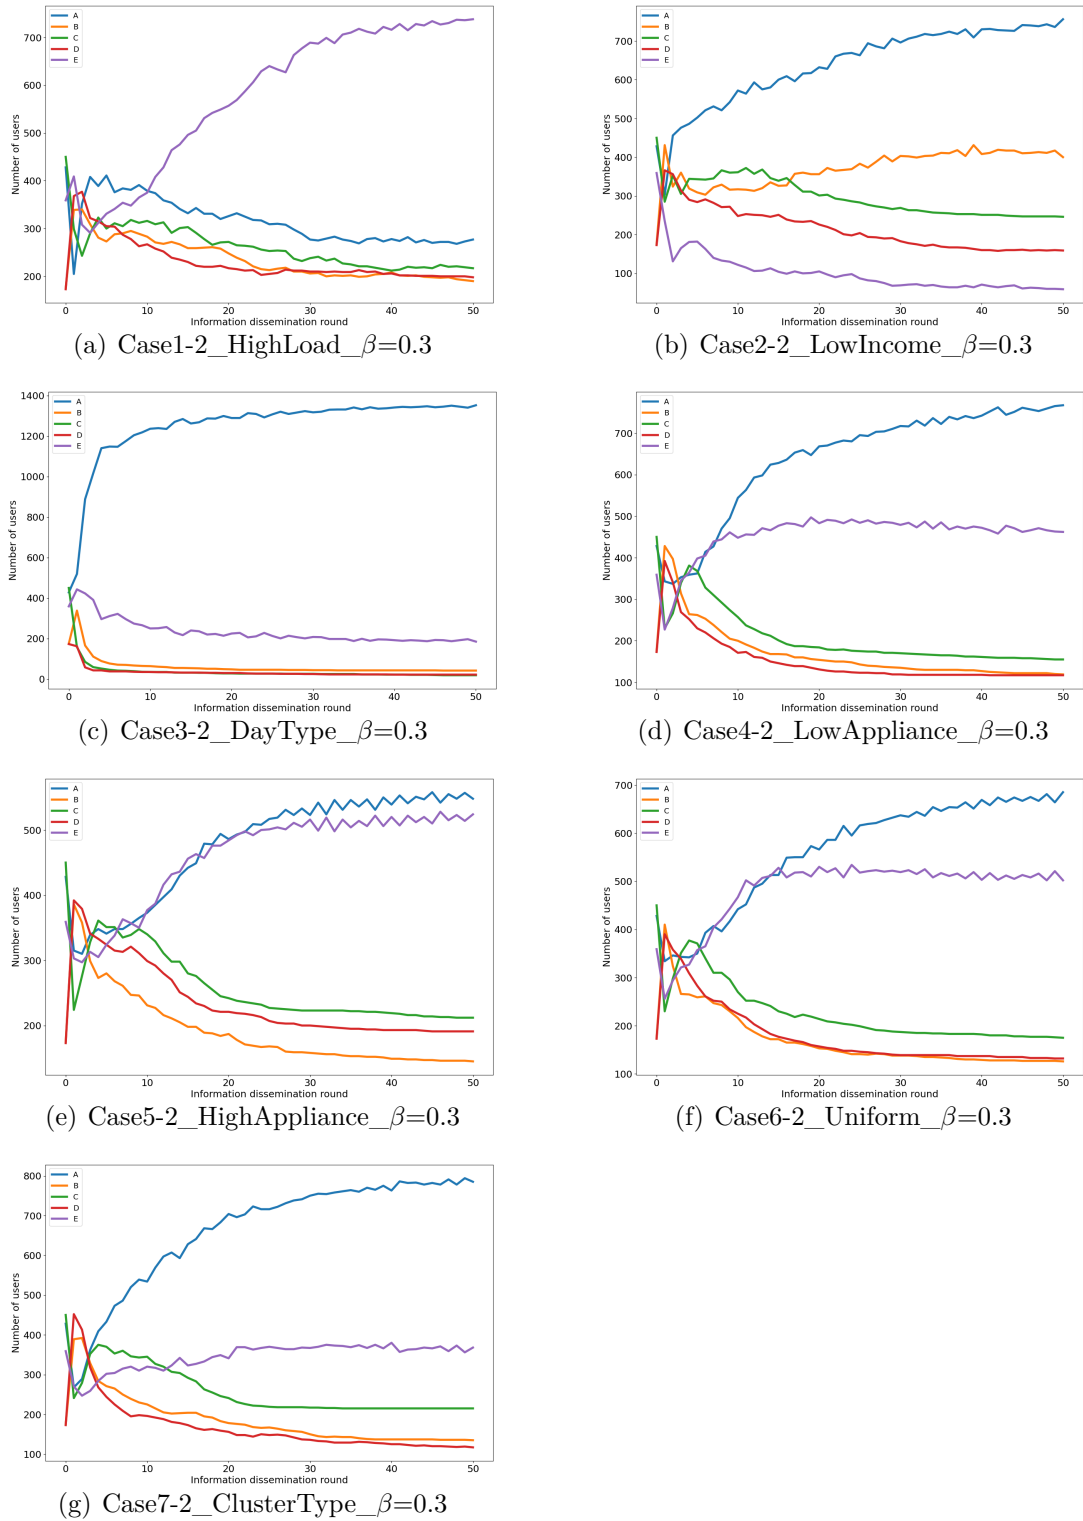 A
B
C
D
E
700
600
500
400
300
200
0
10
20
30
40
50
Number of users
Information dissemination round
(a) Case1-2_HighLoad_β=0.3
A
B
C
D
E
700
600
500
400
300
200
100
0
10
20
30
40
50
Number of users
Information dissemination round
(b) Case2-2_LowIncome_β=0.3
A
B
C
D
E
1400
1200
1000
800
600
400
200
0
0
10
20
30
40
50
Number of users
Information dissemination round
(c) Case3-2_DayType_β=0.3
A
B
C
D
E
700
600
500
400
300
200
100
0
10
20
30
40
50
Number of users
Information dissemination round
(d) Case4-2_LowAppliance_β=0.3
A
B
C
D
E
500
400
300
200
0
10
20
30
40
50
Number of users
Information dissemination round
(e) Case5-2_HighAppliance_β=0.3
A
B
C
D
E
700
600
500
400
300
200
100
0
10
20
30
40
50
Number of users
Information dissemination round
(f) Case6-2_Uniform_β=0.3
A
B
C
D
E
800
700
600
500
400
300
200
100
0
10
20
30
40
50
Number of users
Information dissemination round
(g) Case7-2_ClusterType_β=0.3